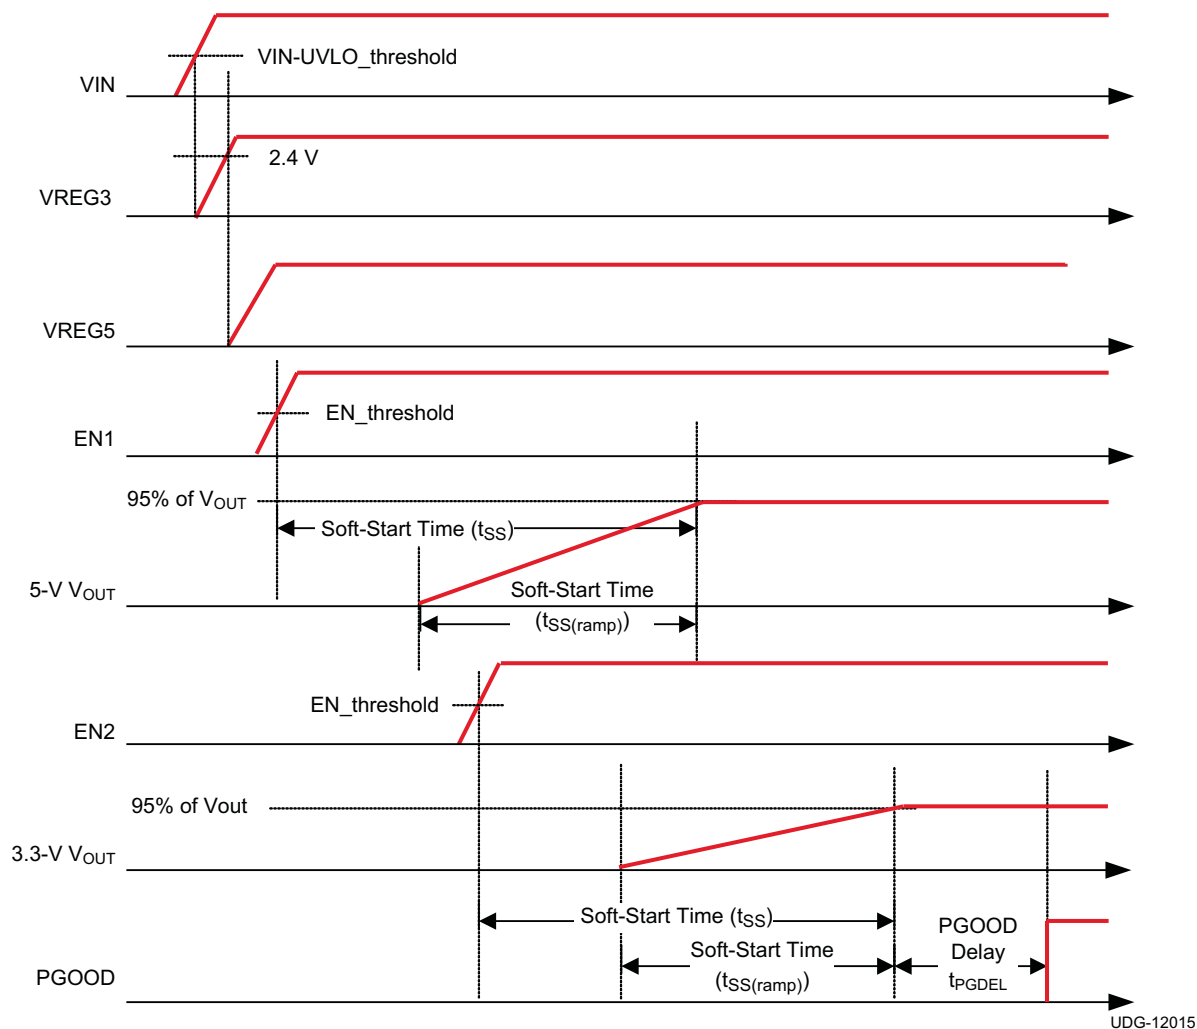 VIN-UVLO_threshold
VIN
2.4 V
VREG3
VREG5
EN_threshold
EN1
95% of VOUT
Soft-Start Time (tSS)
5-V VOUT
Soft-Start Time
(tSS(ramp))
EN_threshold
EN2
95% of Vout
3.3-V VOUT
Soft-Start Time (tSS)
PGOOD
Delay
tPGDEL
Soft-Start Time
(tSS(ramp))
PGOOD
UDG-12015